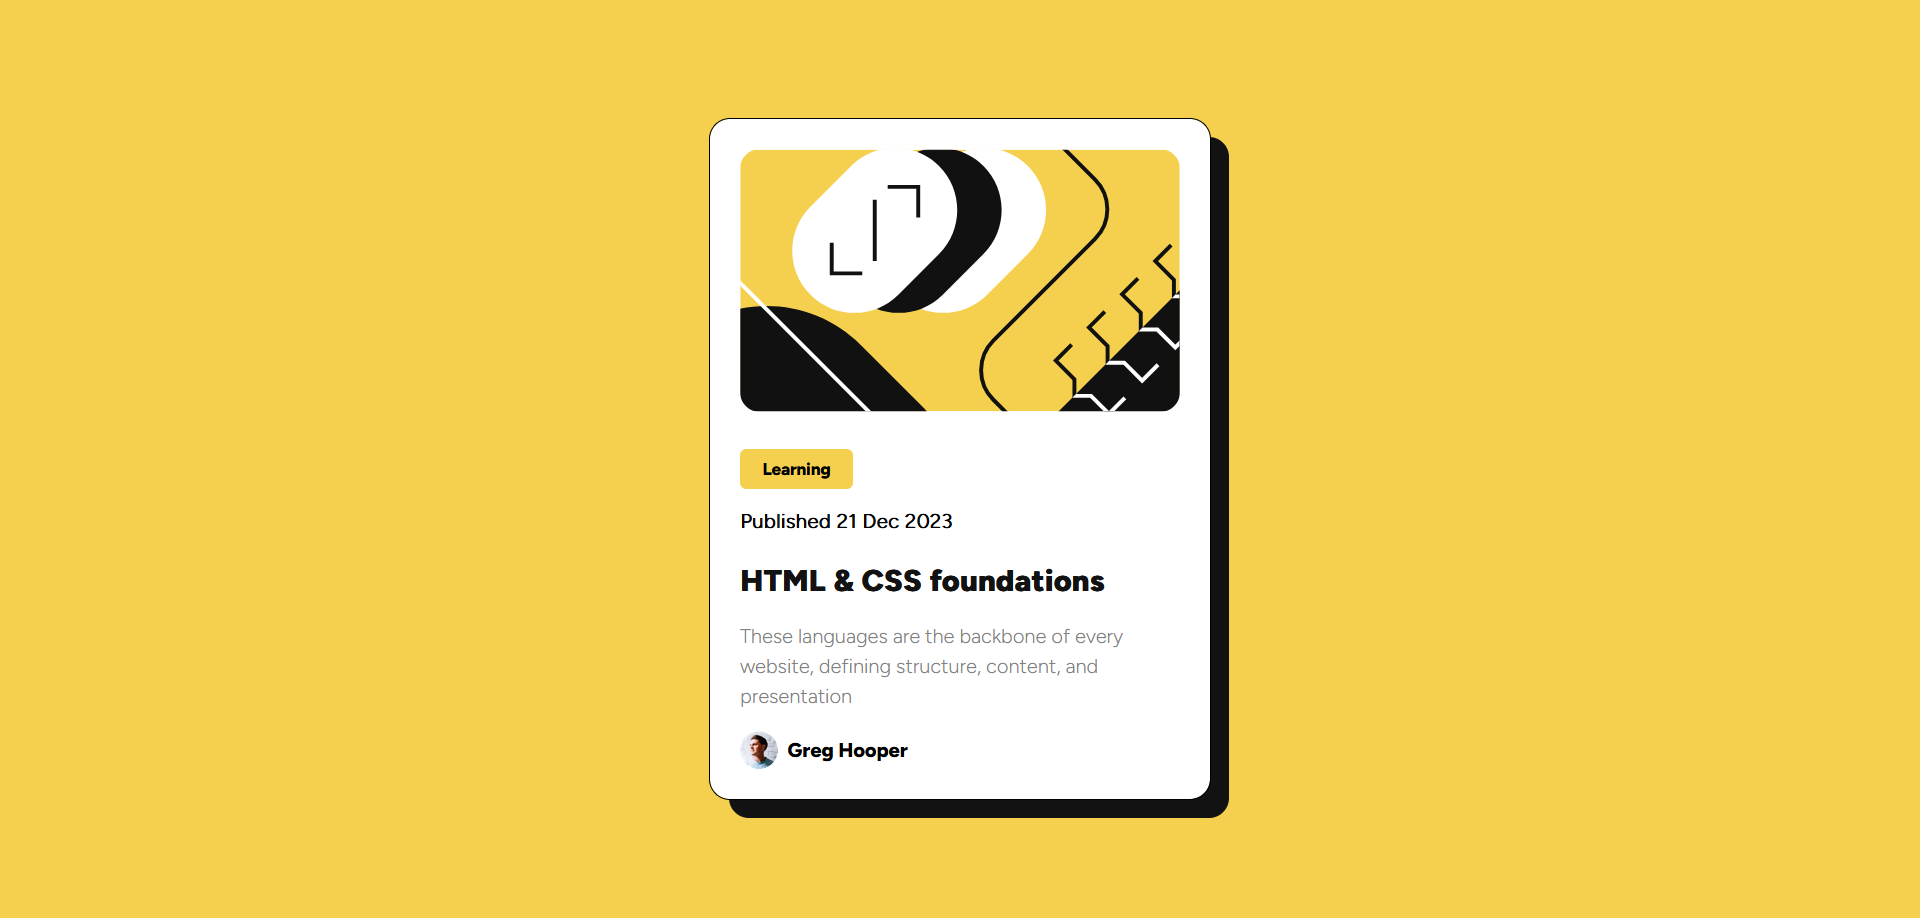 Learning
Published 21 Dec 2023
HTML & CSS foundations
These languages are the backbone of every
website, defining structure, content, and
presentation
Greg Hooper